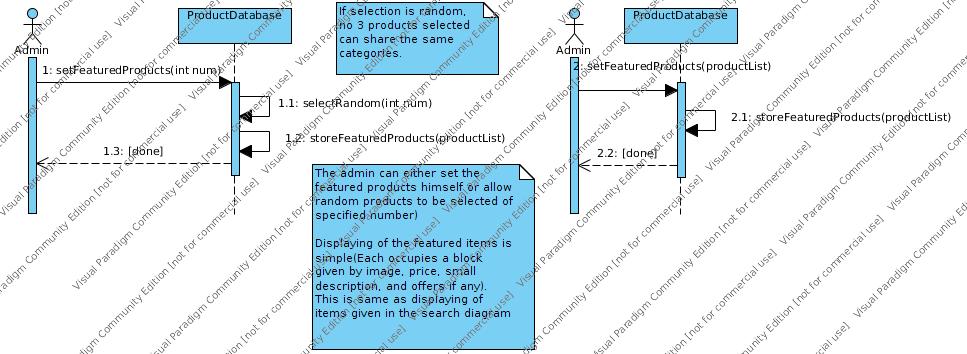 ProductDatabase
Admin
1: setFeaturedProducts(int num)
1.1: selectRandom(int num)
1.2: storeFeaturedProducts(productList)
1.3: [done]
If selection is random,
no 3 products selected
can share the same
categories.
The admin can either set the
featured products himself or allow
random products to be selected of
specified number)
Displaying of the featured items is
simple(Each occupies a block
given by image, price, small
description, and offers if any).
This is same as displaying of
items given in the search diagram
ProductDatabase
Admin
2: setFeaturedProducts(productList)
2.1: storeFeaturedProducts(productList)
2.2: [done]
Visual Paradigm Community Edition [not for commercial use]